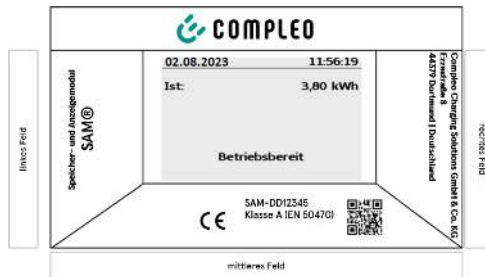 COMPLEO
02.08.2023 11:56:19
Ist: 3,80 kWh
Betriebsbereit
linkes Feld
Speicher- und Anzeigemodul
SAM®
Compleo Charging Solutions GmbH & Co. KG
Ezzestraße 8
44379 Dortmund | Deutschland
rechtes Feld
CE
SAM-DD12345
Klasse A (EN 50470)
mittleres Feld